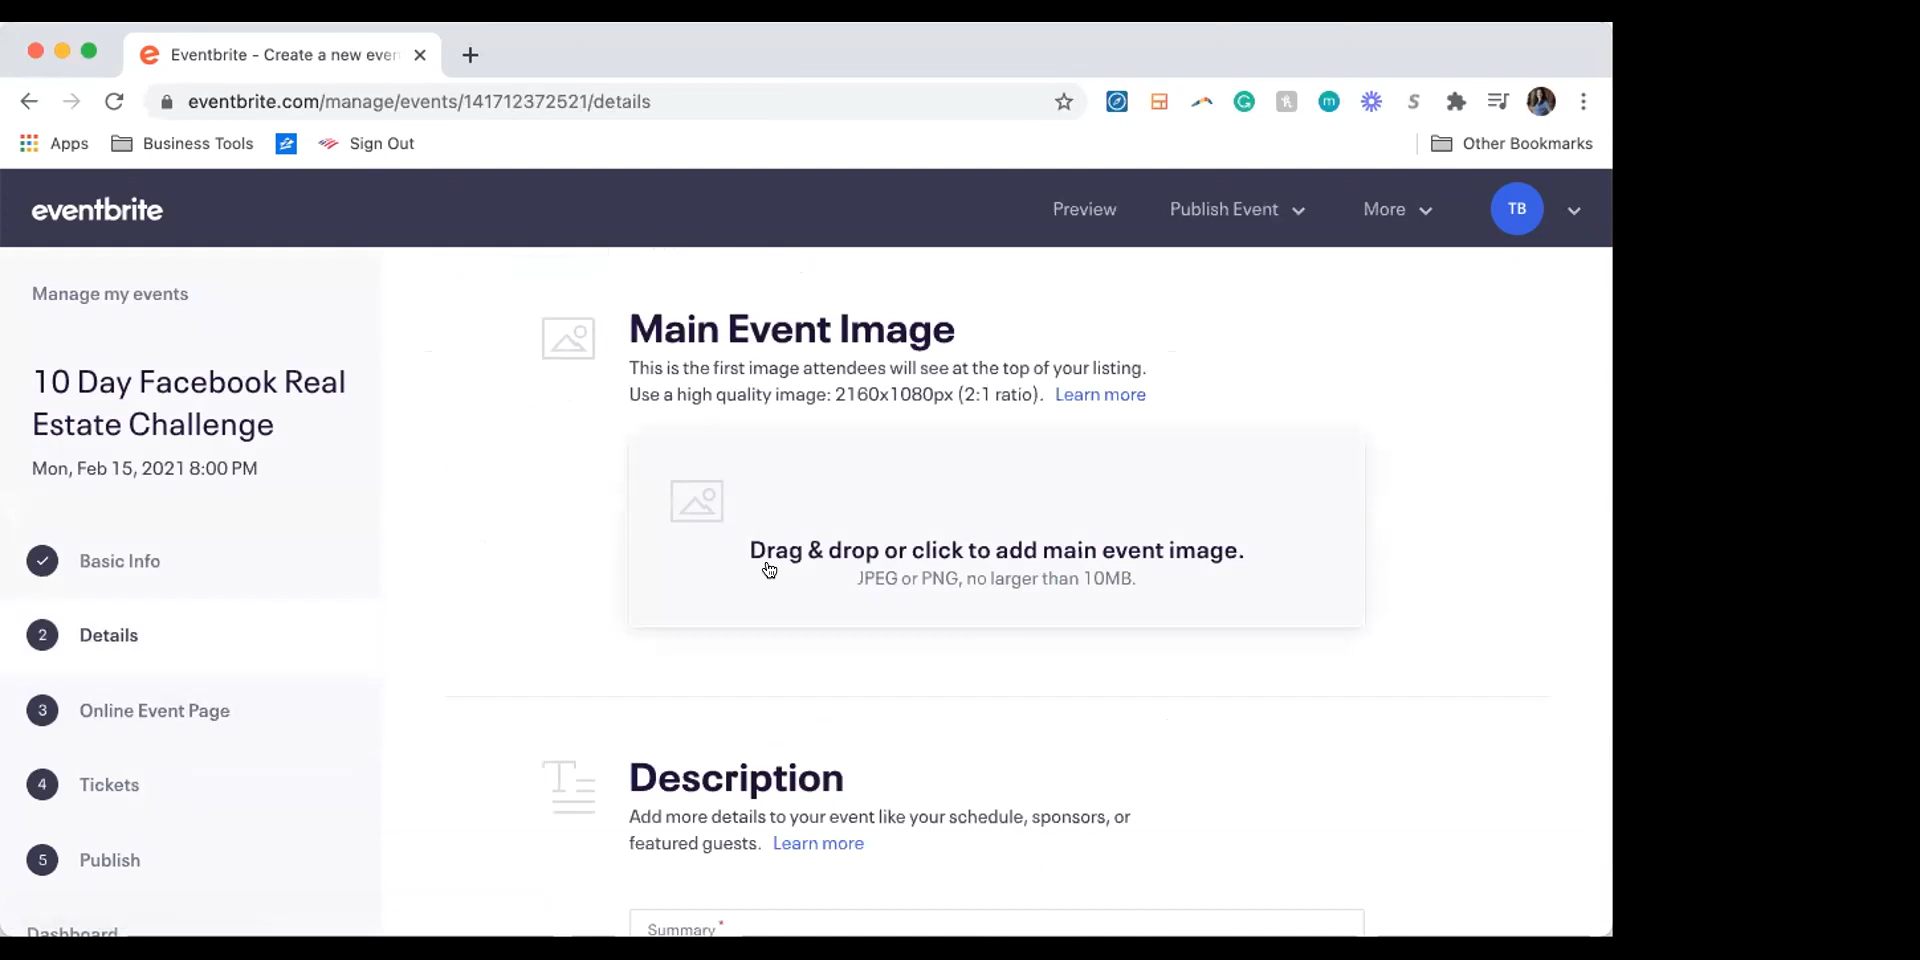 Eventbrite - Create a new even
eventbrite.com/manage/events/141712372521/details
Apps
Business Tools
Sign Out
Other Bookmarks
eventbrite
Preview
Publish Event
More
TB
Manage my events
10 Day Facebook Real
Estate Challenge
Mon, Feb 15, 2021 8:00 PM
Basic Info
2 Details
3 Online Event Page
4 Tickets
5 Publish
Dashboard
Main Event Image
This is the first image attendees will see at the top of your listing.
Use a high quality image: 2160x1080px (2:1 ratio). Learn more
Drag & drop or click to add main event image.
JPEG or PNG, no larger than 10MB.
Description
Add more details to your event like your schedule, sponsors, or
featured guests. Learn more
Summary *